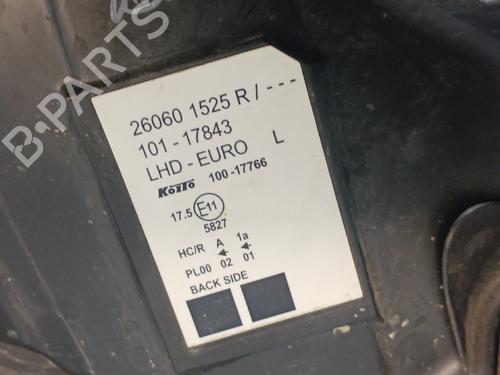 B-PARTS
26060 1525 R / ---
101 - 17843
LHD - EURO L
KOITO 100-17766
17.5 E11
5827
HC/R A 1a
PL00 02 01
BACK SIDE